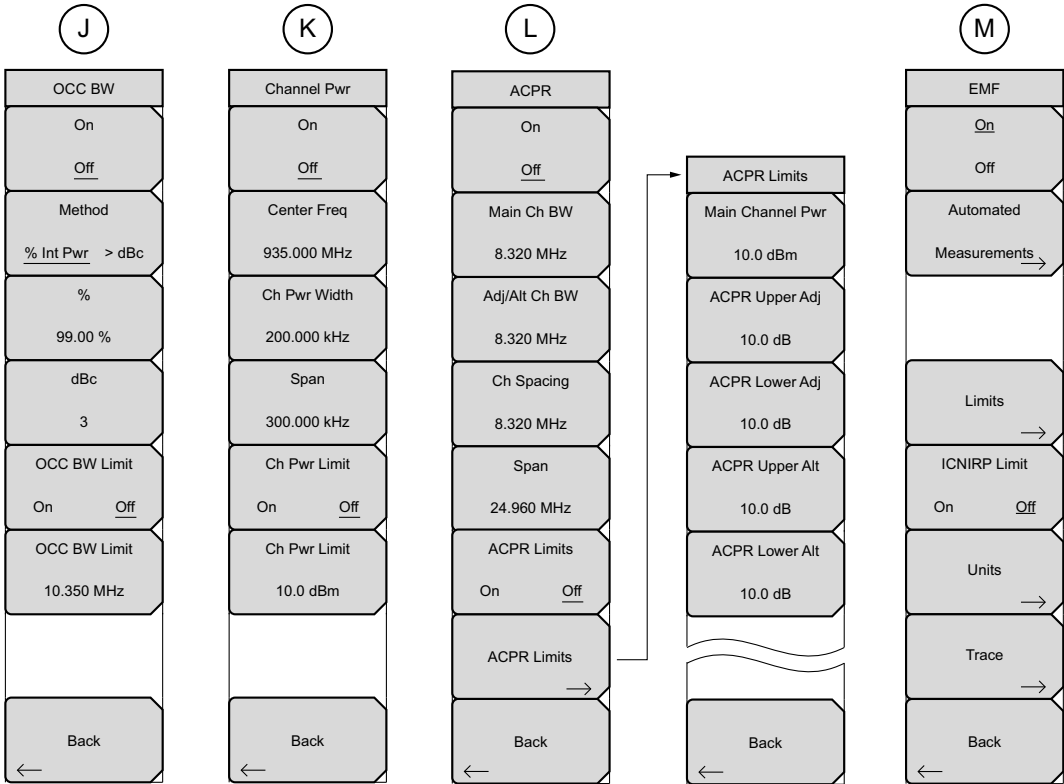 J
OCC BW
On
Off
Method
% Int Pwr > dBc
%
99.00 %
dBc
3
OCC BW Limit
On Off
OCC BW Limit
10.350 MHz
Back
K
Channel Pwr
On
Off
Center Freq
935.000 MHz
Ch Pwr Width
200.000 kHz
Span
300.000 kHz
Ch Pwr Limit
On Off
Ch Pwr Limit
10.0 dBm
Back
L
ACPR
On
Off
Main Ch BW
8.320 MHz
Adj/Alt Ch BW
8.320 MHz
Ch Spacing
8.320 MHz
Span
24.960 MHz
ACPR Limits
On Off
ACPR Limits
Back
ACPR Limits
Main Channel Pwr
10.0 dBm
ACPR Upper Adj
10.0 dB
ACPR Lower Adj
10.0 dB
ACPR Upper Alt
10.0 dB
ACPR Lower Alt
10.0 dB
Back
M
EMF
On
Off
Automated
Measurements
Limits
ICNIRP Limit
On Off
Units
Trace
Back